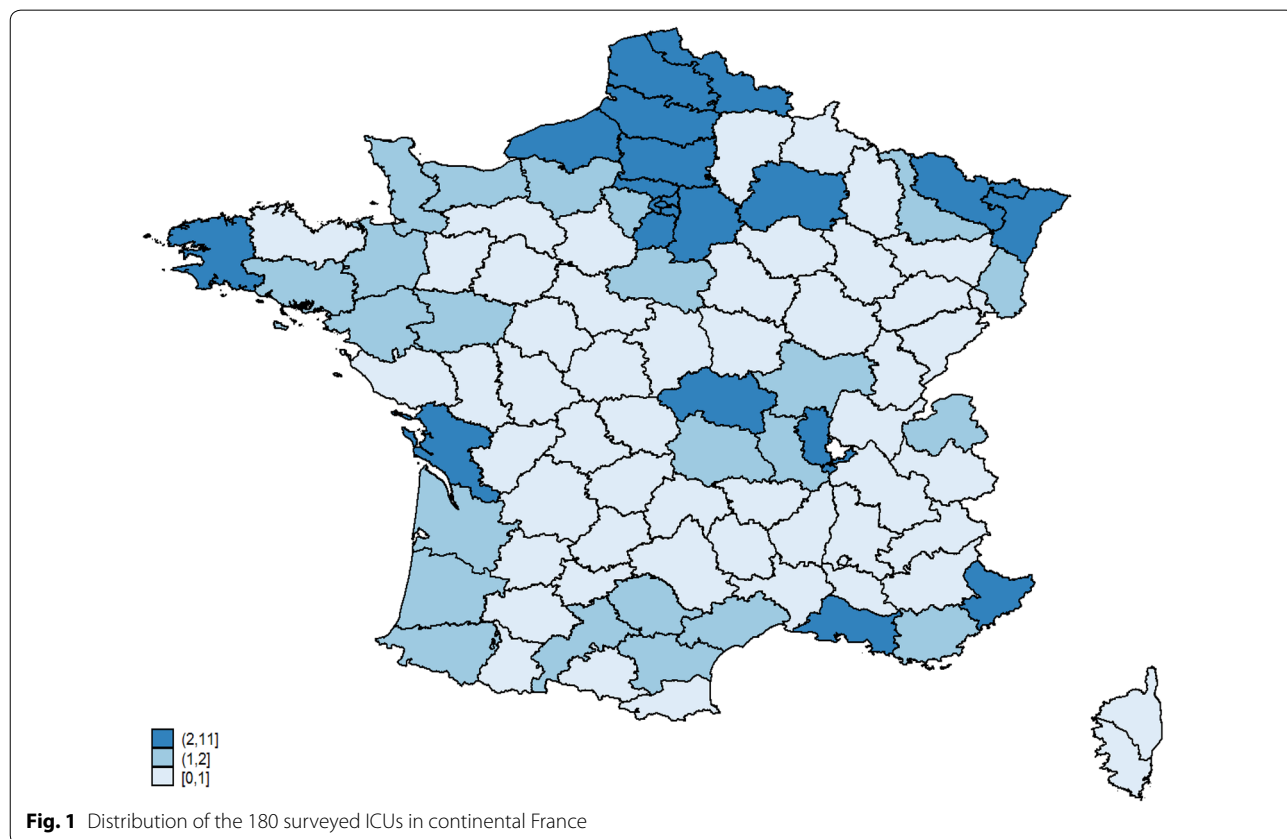 (2,11]
(1,2]
[0,1]
Fig. 1 Distribution of the 180 surveyed ICUs in continental France